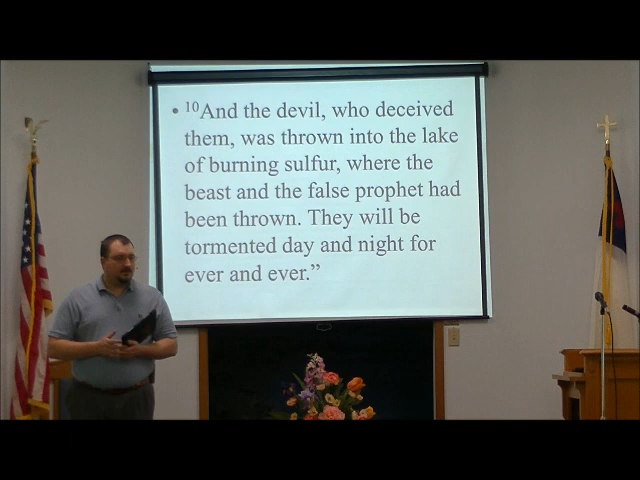 • ¹⁰And the devil, who deceived
them, was thrown into the lake
of burning sulfur, where the
beast and the false prophet had
been thrown. They will be
tormented day and night for
ever and ever.”